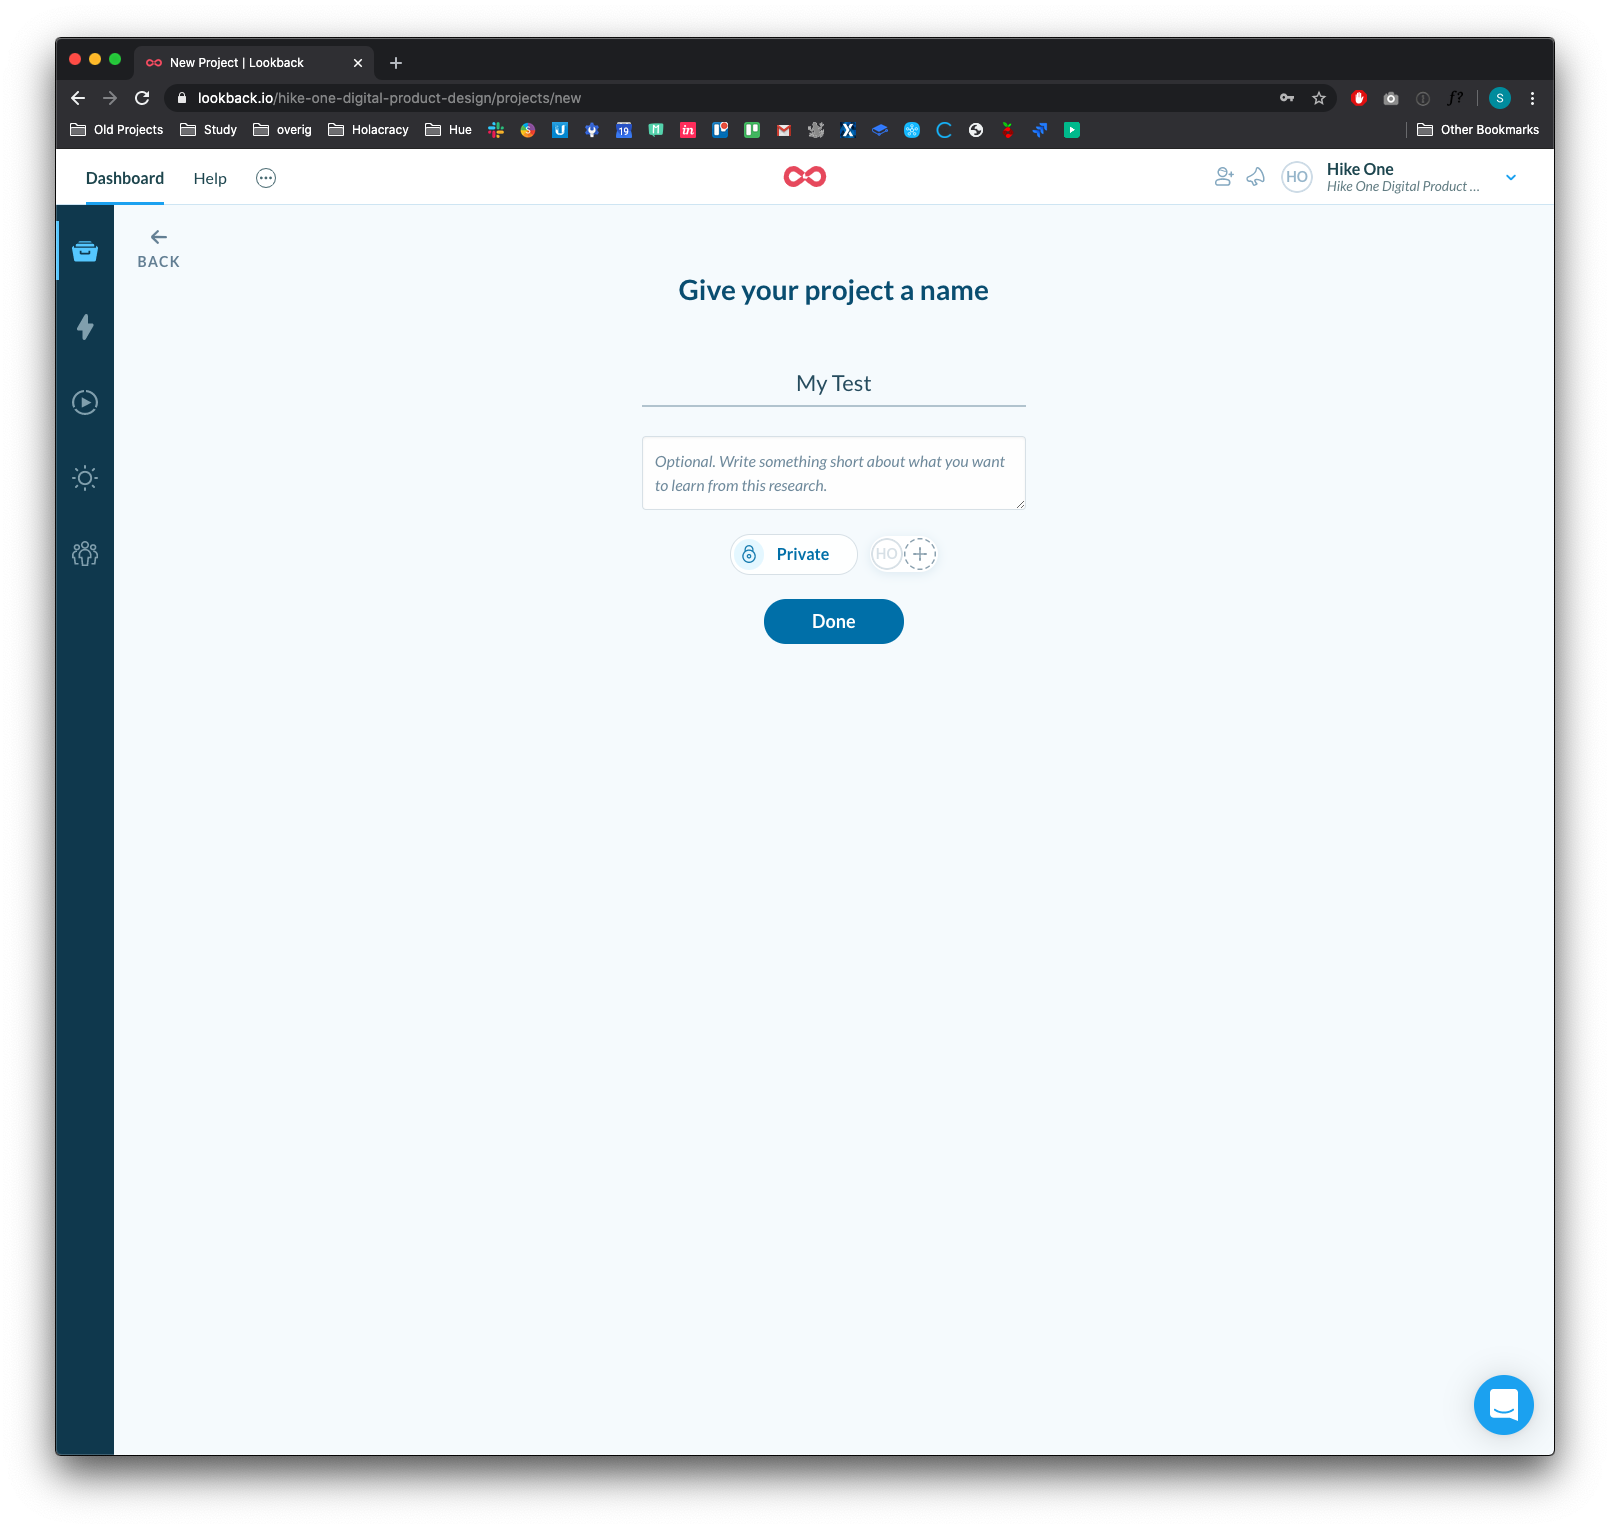 New Project | Lookback
lookback.io/hike-one-digital-product-design/projects/new
f?
S
Old Projects
Study
overig
Holacracy
Hue
19
in
Other Bookmarks
Dashboard
Help
HO
Hike One
Hike One Digital Product ...
BACK
Give your project a name
My Test
Optional. Write something short about what you want
to learn from this research.
Private
HO
Done